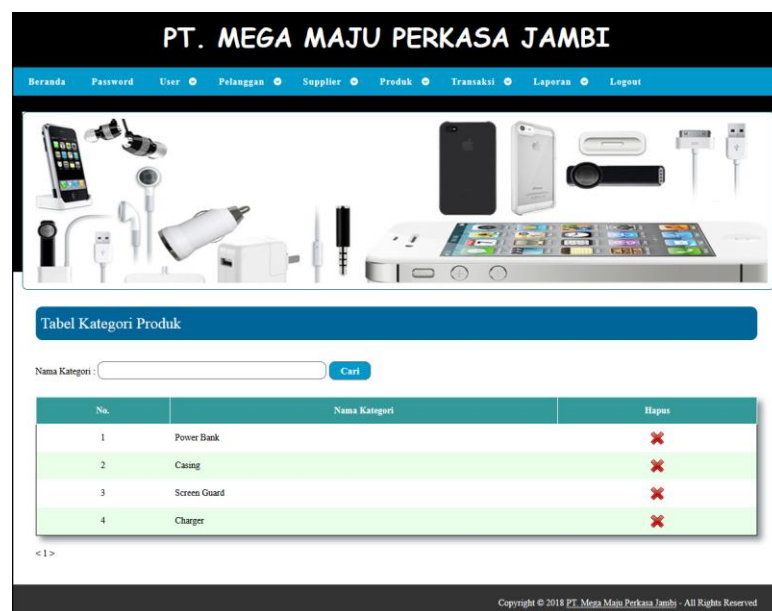 PT. MEGA MAJU PERKASA JAMBI
Beranda Password User Pelanggan Supplier Produk Transaksi Laporan Logout
Tabel Kategori Produk
Nama Kategori : Cari
No. Nama Kategori Hapus
1 Power Bank
2 Casing
3 Screen Guard
4 Charger
< 1 >
Copyright © 2018 PT. Mega Maju Perkasa Jambi - All Rights Reserved